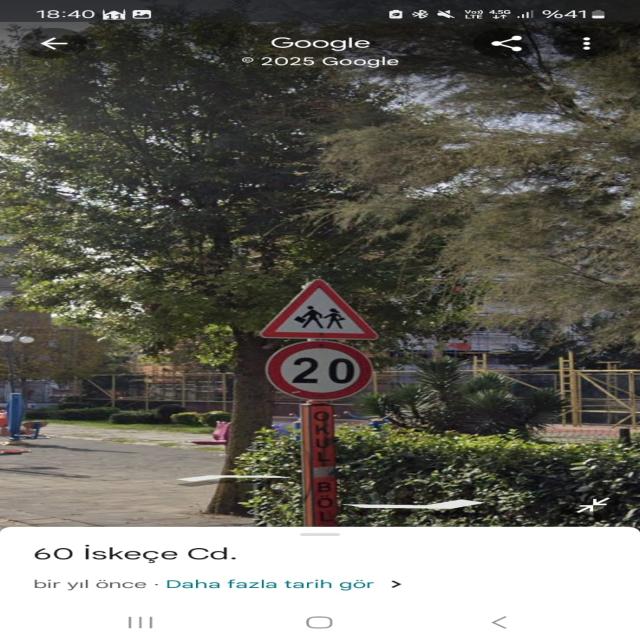 18:40
Vo)) LTE 4.5G %41
Google
© 2025 Google
20
OKUL BÖL
60 İskeçe Cd.
bir yıl önce · Daha fazla tarih gör >